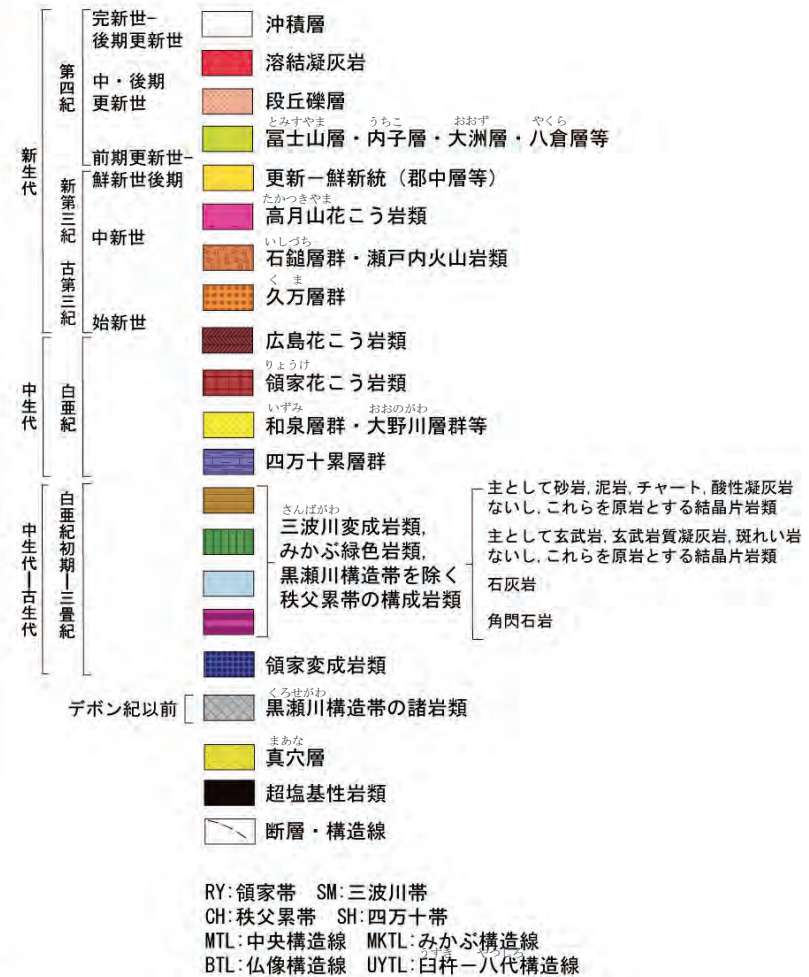 新生代
第四紀
新第三紀
古第三紀
完新世−
後期更新世
中・後期
更新世
前期更新世−
鮮新世後期
中新世
始新世
中生代
白亜紀
中生代―古生代
白亜紀初期―三畳紀
デボン紀以前
沖積層
溶結凝灰岩
段丘礫層
とみすやま うちこ おおず やくら
冨士山層・内子層・大洲層・八倉層等
更新−鮮新統（郡中層等）
たかつきやま
高月山花こう岩類
いしづち
石鎚層群・瀬戸内火山岩類
くま
久万層群
広島花こう岩類
りょうけ
領家花こう岩類
いずみ おおのがわ
和泉層群・大野川層群等
四万十累層群
さんばがわ
三波川変成岩類,
みかぶ緑色岩類,
黒瀬川構造帯を除く
秩父累帯の構成岩類
主として砂岩, 泥岩, チャート, 酸性凝灰岩
ないし, これらを原岩とする結晶片岩類
主として玄武岩, 玄武岩質凝灰岩, 斑れい岩
ないし, これらを原岩とする結晶片岩類
石灰岩
角閃石岩
領家変成岩類
くろせがわ
黒瀬川構造帯の諸岩類
まあな
真穴層
超塩基性岩類
断層・構造線
RY:領家帯 SM:三波川帯
CH:秩父累帯 SH:四万十帯
MTL:中央構造線 MKTL:みかぶ構造線
うすき やつしろ
BTL:仏像構造線 UYTL:臼杵−八代構造線